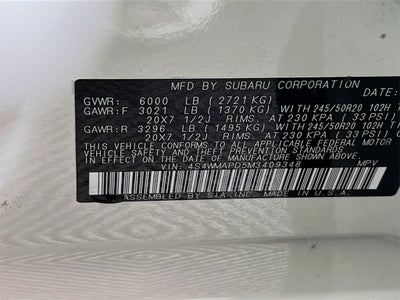 MFD BY SUBARU CORPORATION DATE:
GVWR: 6000 LB ( 2721 KG)
GAWR:F 3021 LB ( 1370 KG) WITH 245/50R20 102H T
20X7 1/2J RIMS. AT 230 KPA ( 33 PSI)
GAWR:R 3296 LB ( 1495 KG) WITH 245/50R20 102H
20X7 1/2J RIMS. AT 230 KPA ( 33 PSI
THIS VEHICLE CONFORMS TO ALL APPLICABLE FEDERAL MOTOR
VEHICLE SAFETY STANDARDS IN EFFECT ON THE DATE
OF MANUFACTURE SHOWN ABOVE.
VIN: 4S4WMAPD5M3409348 MPV
ASSEMBLED BY SIA INC. MADE IN U.S.A.